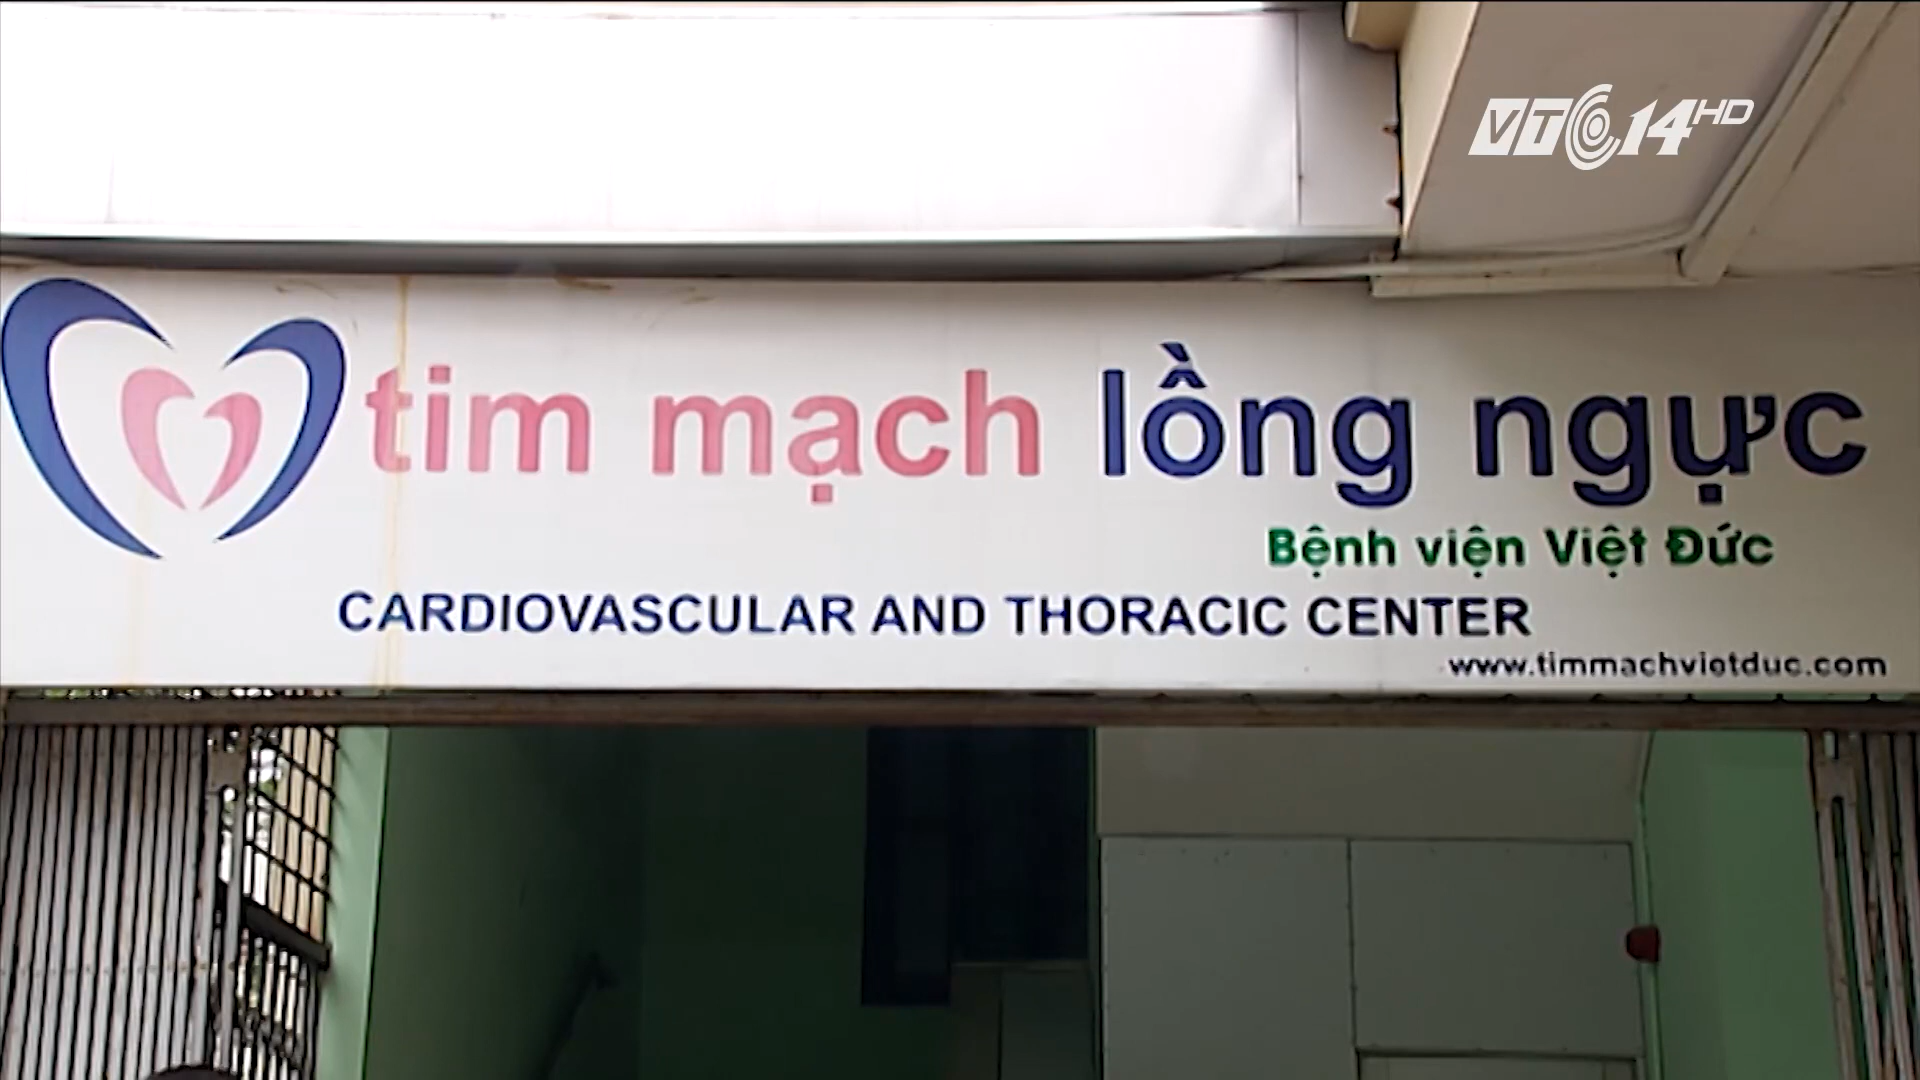 VTC14HD
tim mạch lồng ngực
Bệnh viện Việt Đức
CARDIOVASCULAR AND THORACIC CENTER
www.timmachvietduc.com